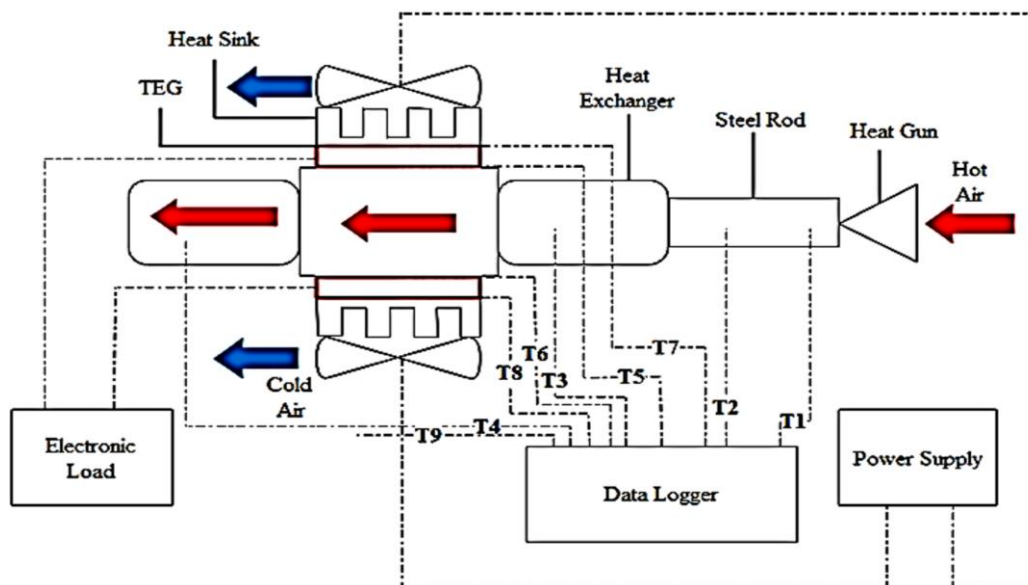 Heat Sink
TEG
Heat
Exchanger
Steel Rod
Heat Gun
Hot
Air
Cold
Air
T6
T8
T3
T7
T5
T2
T1
T4
T9
Electronic
Load
Data Logger
Power Supply